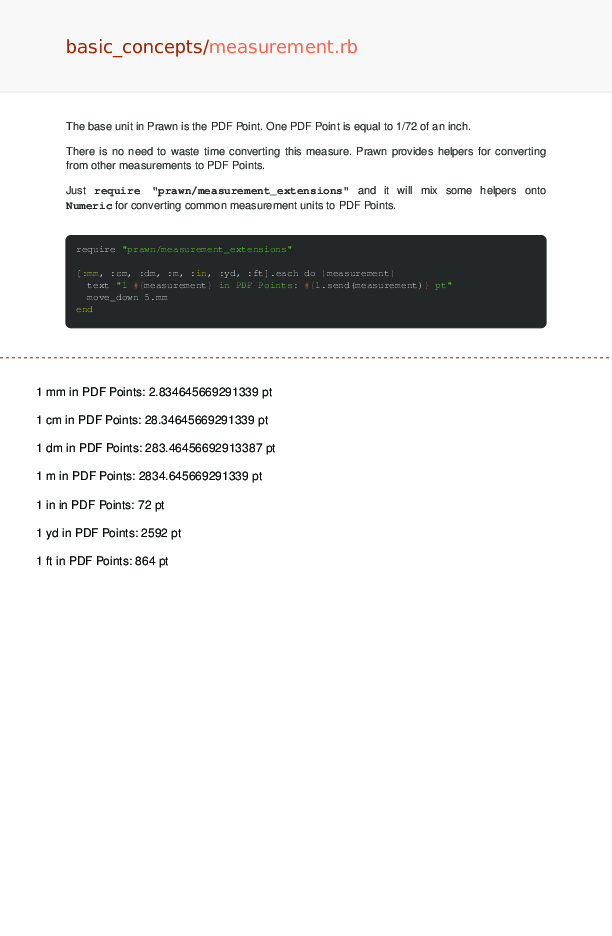 basic_concepts/measurement.rb
The base unit in Prawn is the PDF Point. One PDF Point is equal to 1/72 of an inch.
There is no need to waste time converting this measure. Prawn provides helpers for converting
from other measurements to PDF Points.
Just require "prawn/measurement_extensions" and it will mix some helpers onto
Numeric for converting common measurement units to PDF Points.
require "prawn/measurement_extensions"
[:mm, :cm, :dm, :m, :in, :yd, :ft].each do |measurement|
text "1 #{measurement} in PDF Points: #{1.send(measurement)} pt"
move_down 5.mm
end
1 mm in PDF Points: 2.834645669291339 pt
1 cm in PDF Points: 28.34645669291339 pt
1 dm in PDF Points: 283.46456692913387 pt
1 m in PDF Points: 2834.645669291339 pt
1 in in PDF Points: 72 pt
1 yd in PDF Points: 2592 pt
1 ft in PDF Points: 864 pt